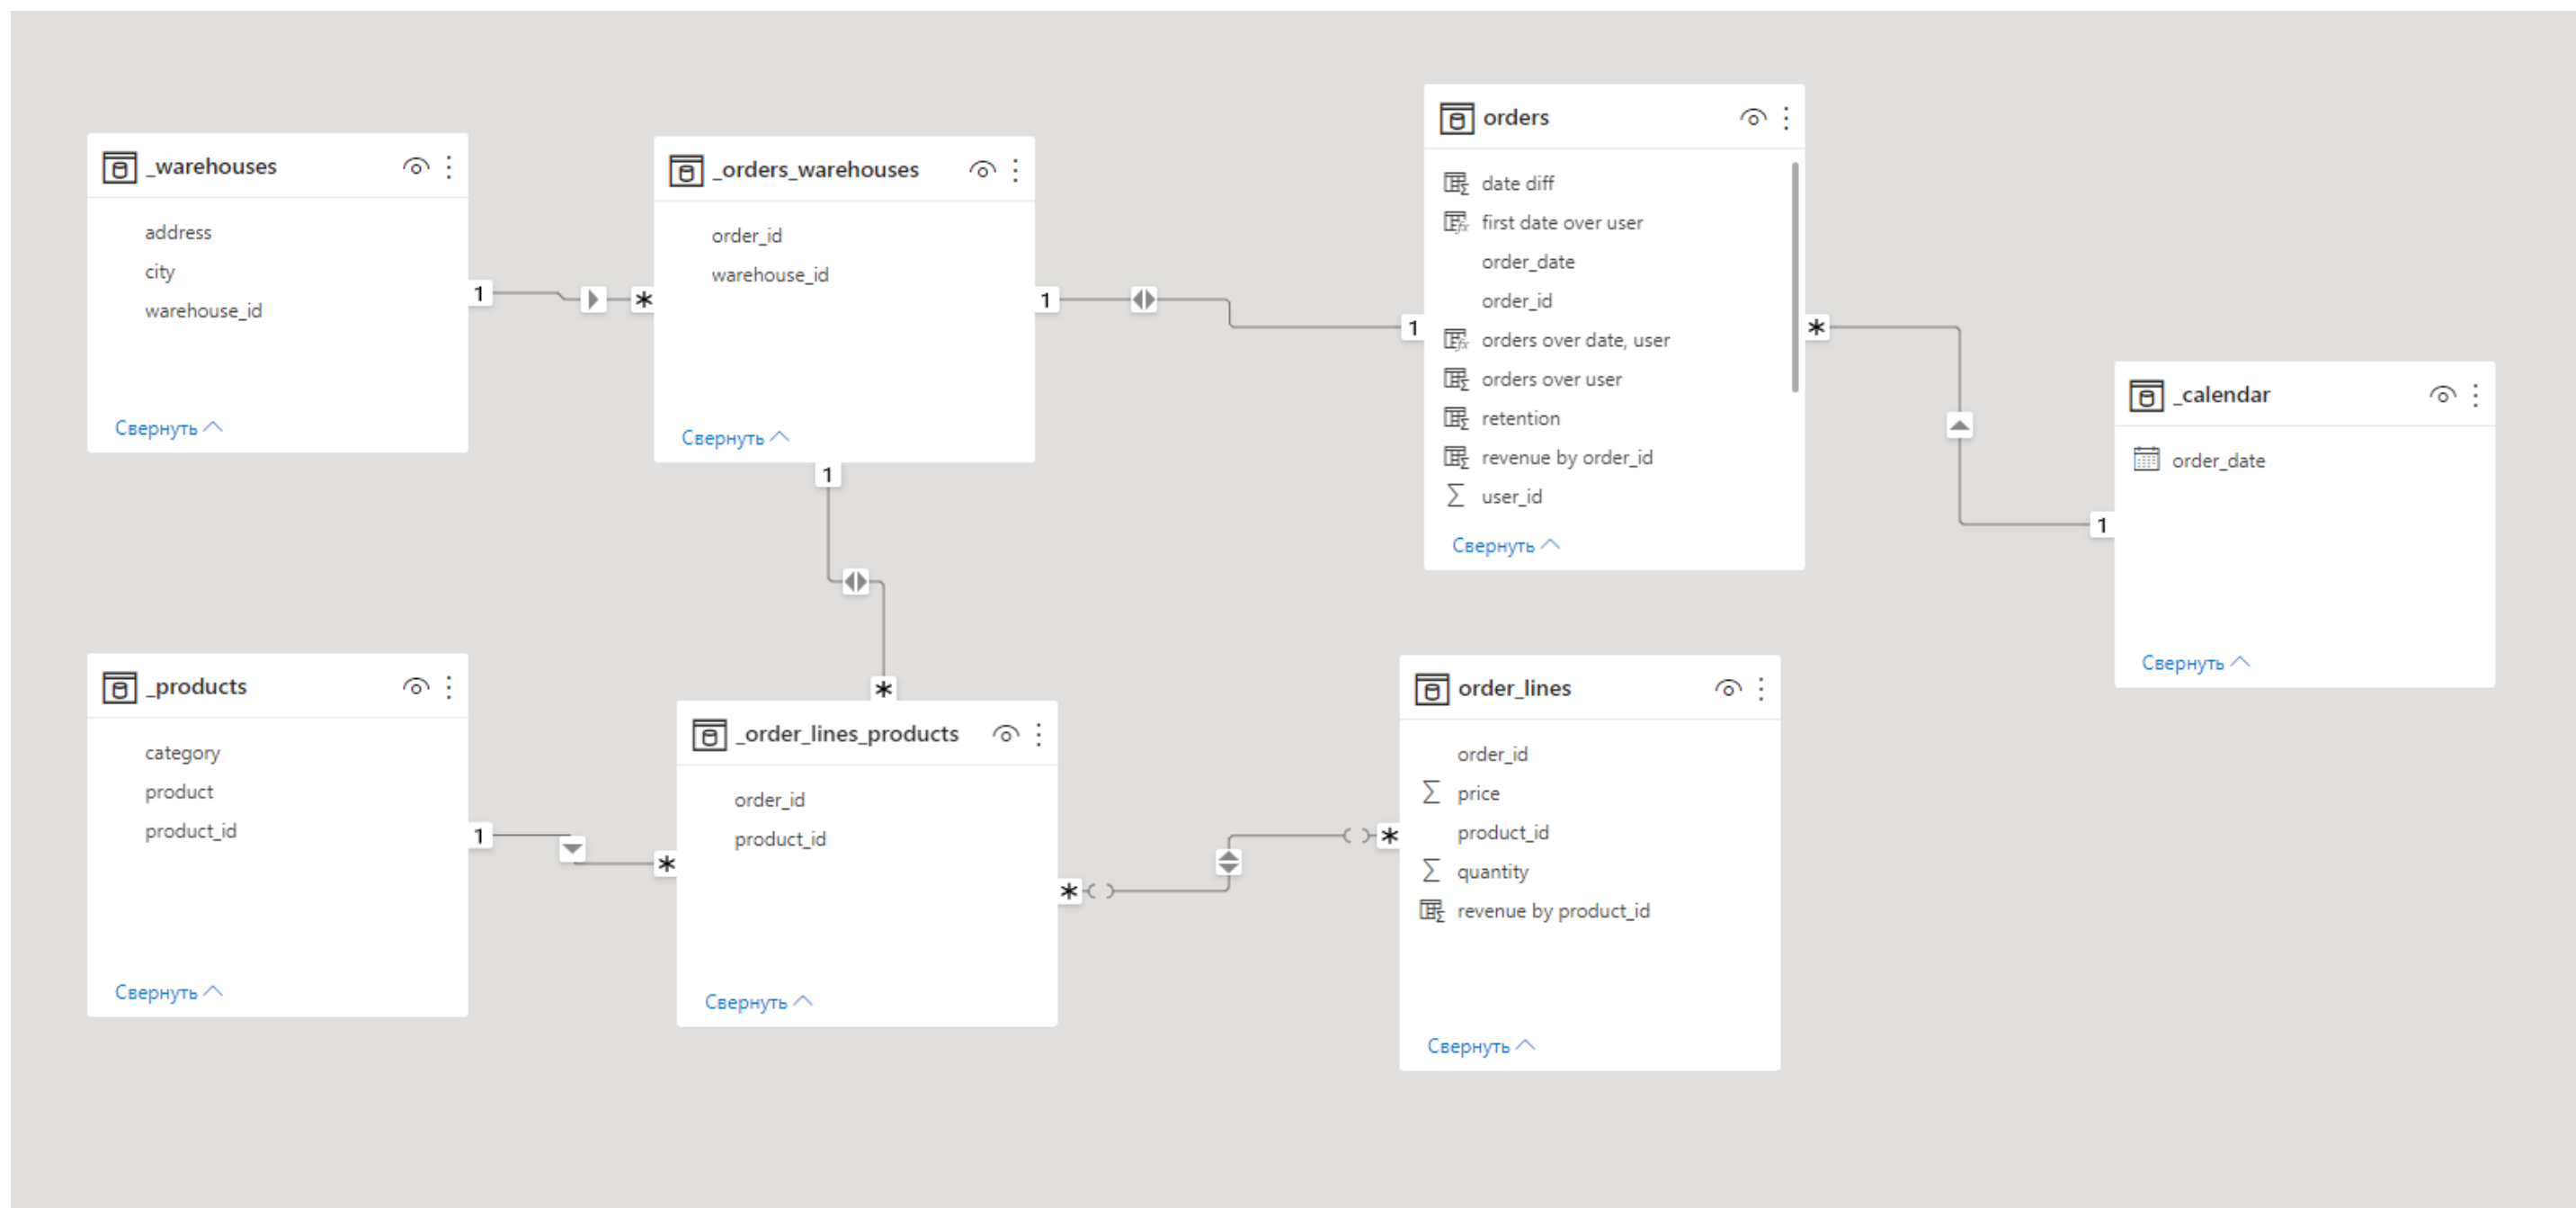 _warehouses
address
city
warehouse_id
Свернуть
1
*
_orders_warehouses
order_id
warehouse_id
Свернуть
1
1
orders
date diff
first date over user
order_date
order_id
orders over date, user
orders over user
retention
revenue by order_id
user_id
Свернуть
1
*
_calendar
order_date
Свернуть
1
*
_products
category
product
product_id
Свернуть
1
*
_order_lines_products
order_id
product_id
Свернуть
*
order_lines
order_id
price
product_id
quantity
revenue by product_id
Свернуть
*